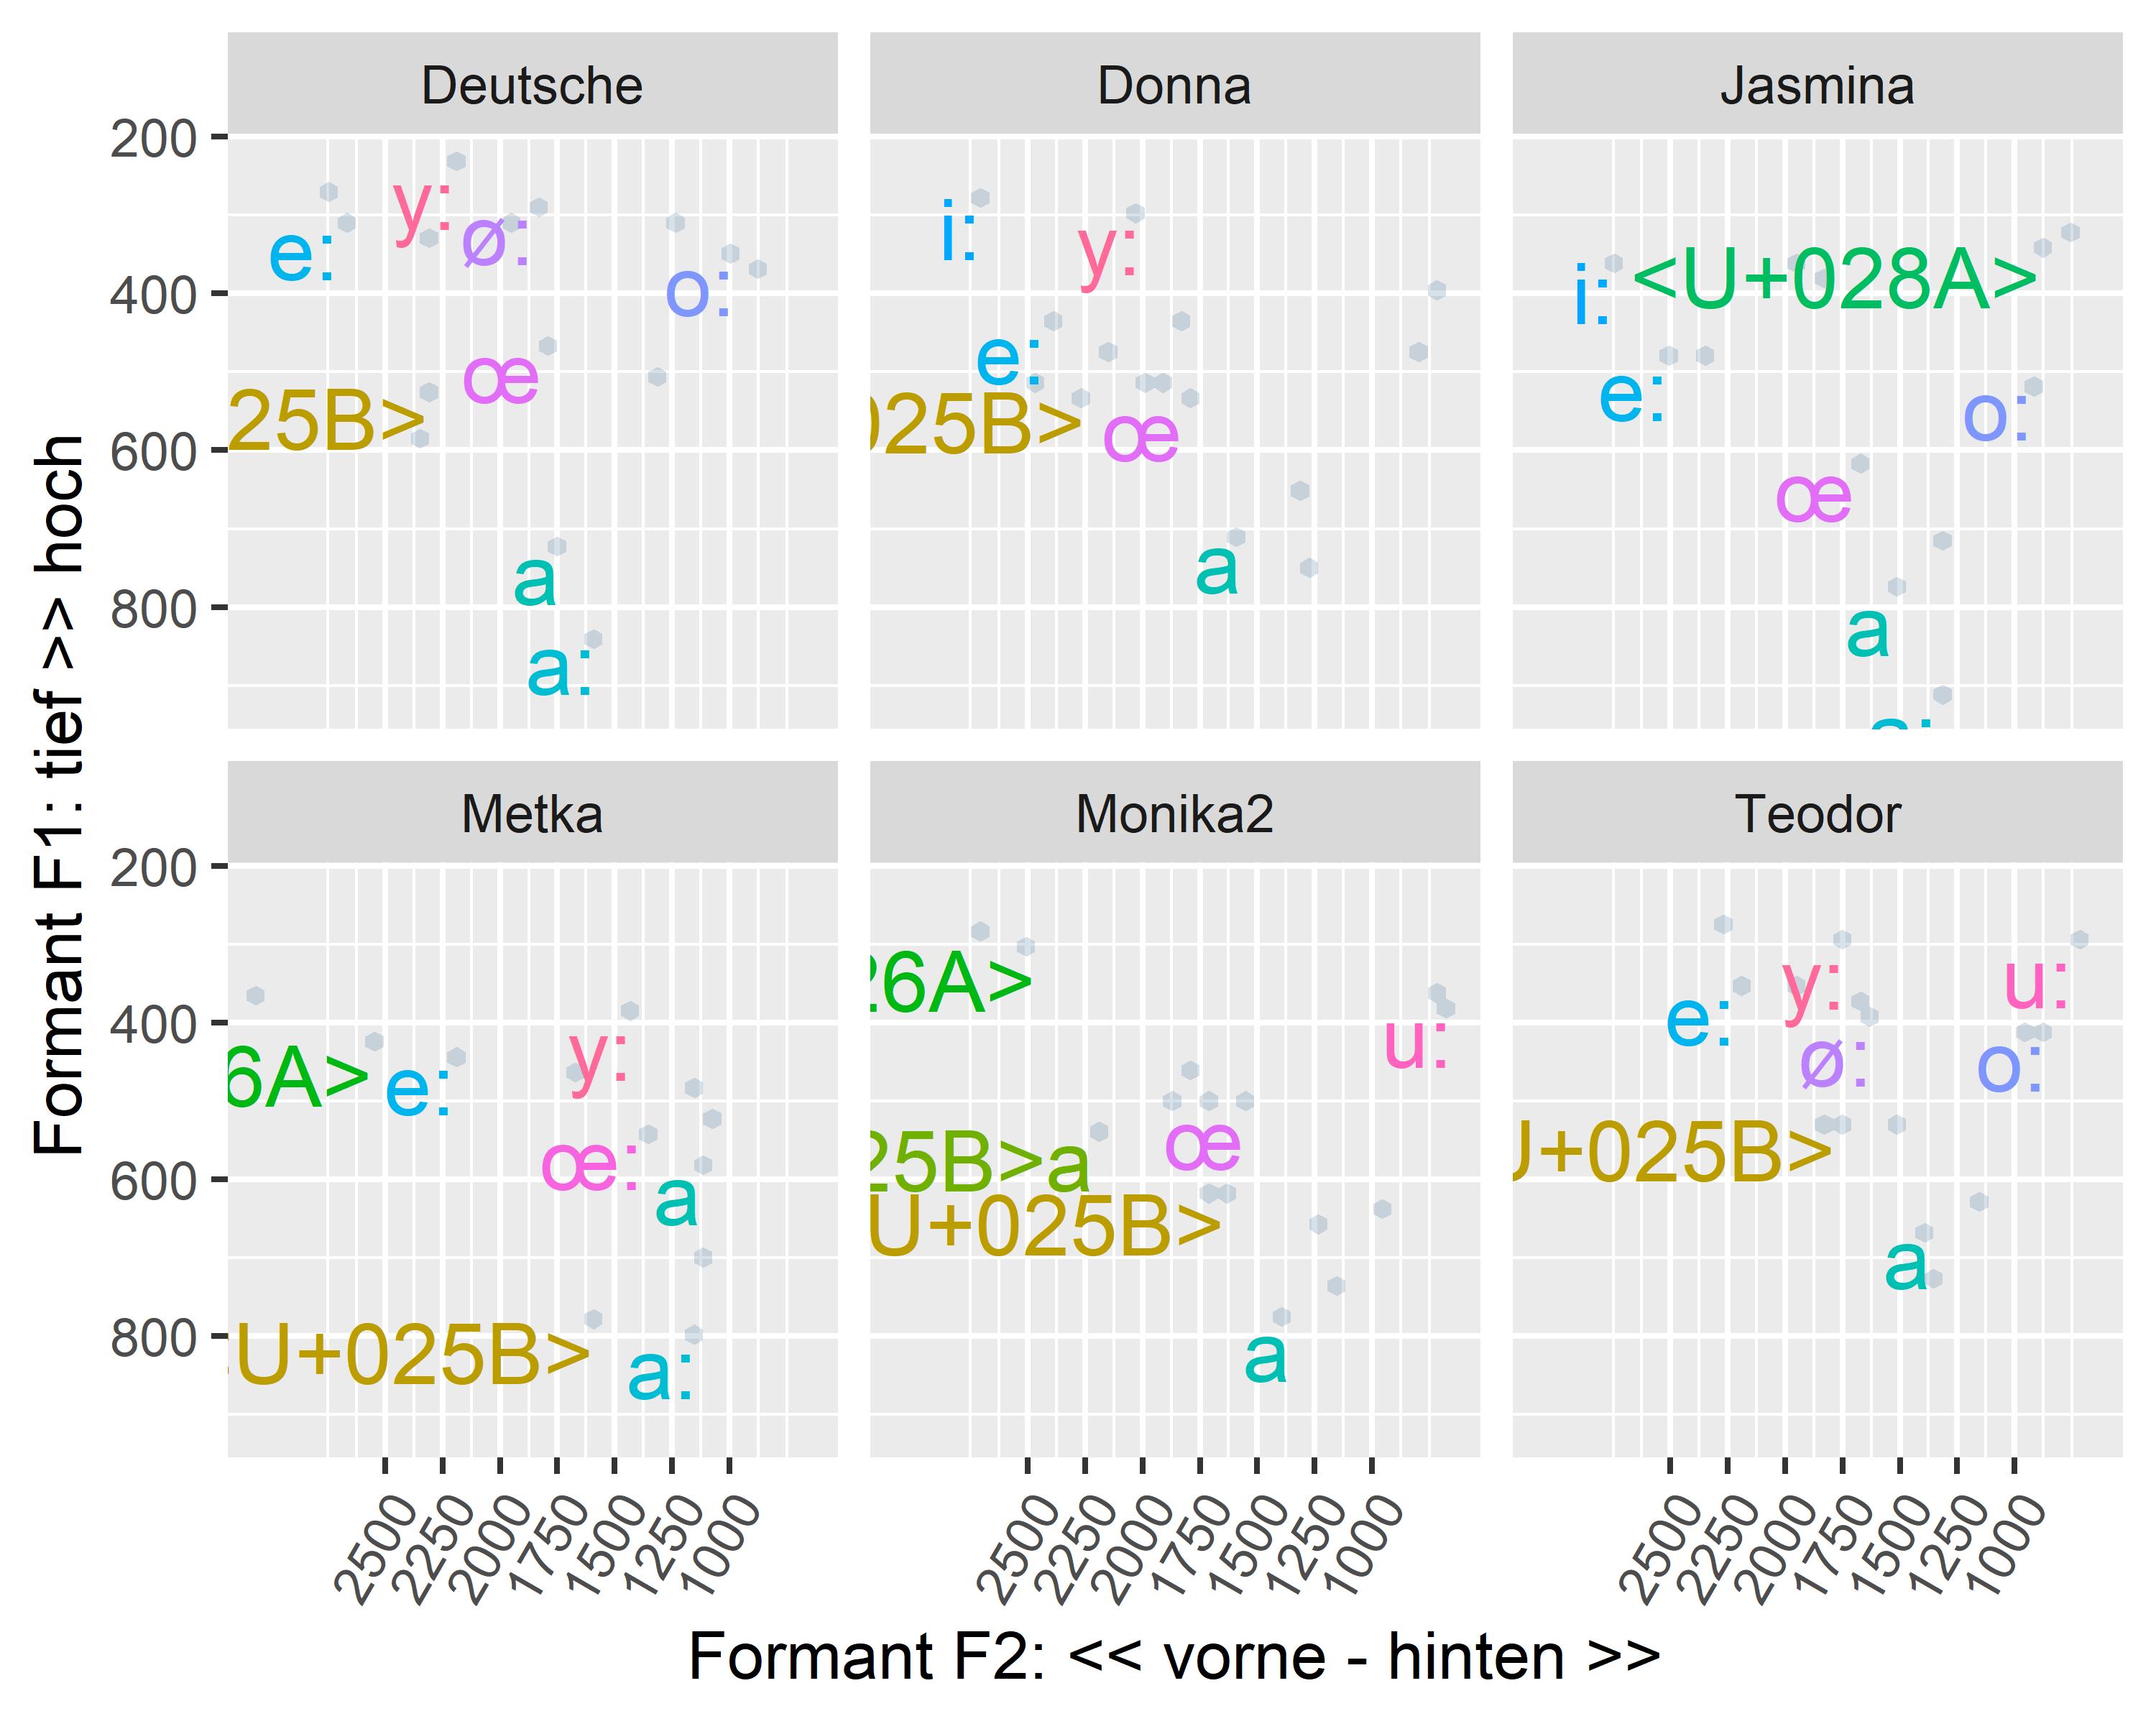 Deutsche
Donna
Jasmina
Formant F1: tief >> hoch
200
400
600
800
y:
ø:
e:
o:
œ
25B>
a
a:
i:
y:
e:
025B>
œ
a
i:
<U+028A>
e:
o:
œ
a
a:
Metka
Monika2
Teodor
200
400
600
800
y:
6A>
e:
œ:
a
U+025B>
a:
26A>
u:
œ
25B>a
U+025B>
a
y:
u:
e:
ø:
o:
U+025B>
a
2500
2250
2000
1750
1500
1250
1000
2500
2250
2000
1750
1500
1250
1000
2500
2250
2000
1750
1500
1250
1000
Formant F2: << vorne - hinten >>